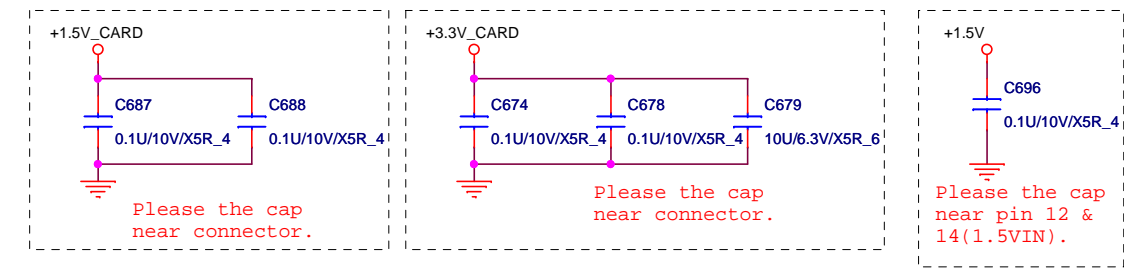 +1.5V_CARD
C687
0.1U/10V/X5R_4
C688
0.1U/10V/X5R_4
Please the cap
near connector.
+3.3V_CARD
C674
0.1U/10V/X5R_4
C678
0.1U/10V/X5R_4
C679
10U/6.3V/X5R_6
Please the cap
near connector.
+1.5V
C696
0.1U/10V/X5R_4
Please the cap
near pin 12 &
14(1.5VIN).